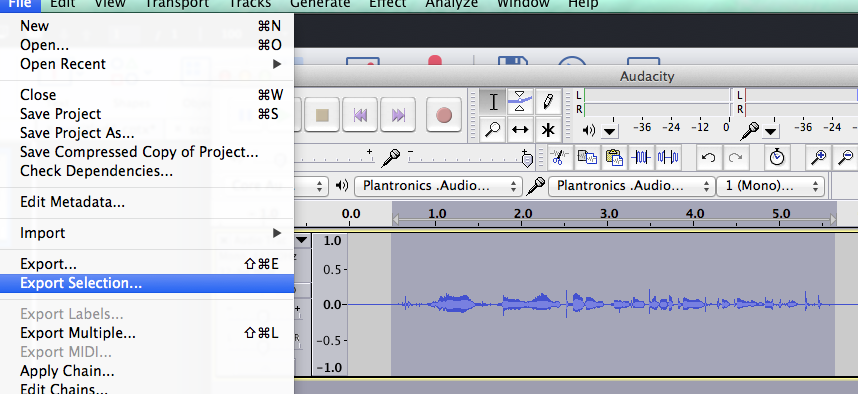 File Edit View Transport Tracks Generate Effect Analyze Window Help
New ⌘N
Open... ⌘O
Open Recent ▶
Close ⌘W
Save Project ⌘S
Save Project As...
Save Compressed Copy of Project...
Check Dependencies...
Edit Metadata...
Import ▶
Export... ⇧⌘E
Export Selection...
Export Labels...
Export Multiple... ⇧⌘L
Export MIDI...
Apply Chain...
Edit Chains...
Audacity
L
R
L
R
-36 -24 -12 0
-36 -24
Plantronics .Audio...
Plantronics .Audio...
1 (Mono)...
0.0 1.0 2.0 3.0 4.0 5.0
1.0
0.5-
0.0-
-0.5-
-1.0